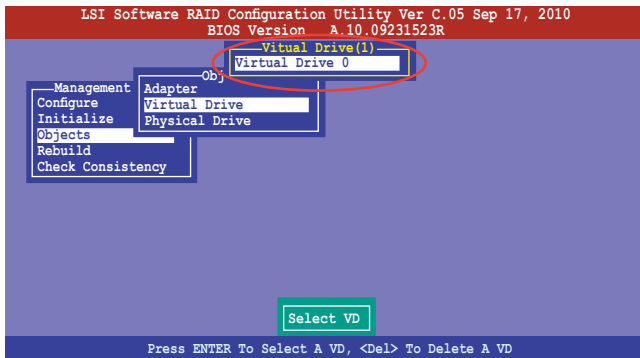 LSI Software RAID Configuration Utility Ver C.05 Sep 17, 2010
BIOS Version A.10.09231523R
Vitual Drive(1)
Virtual Drive 0
Obj
Adapter
Virtual Drive
Physical Drive
Management
Configure
Initialize
Objects
Rebuild
Check Consistency
Select VD
Press ENTER To Select A VD, <Del> To Delete A VD